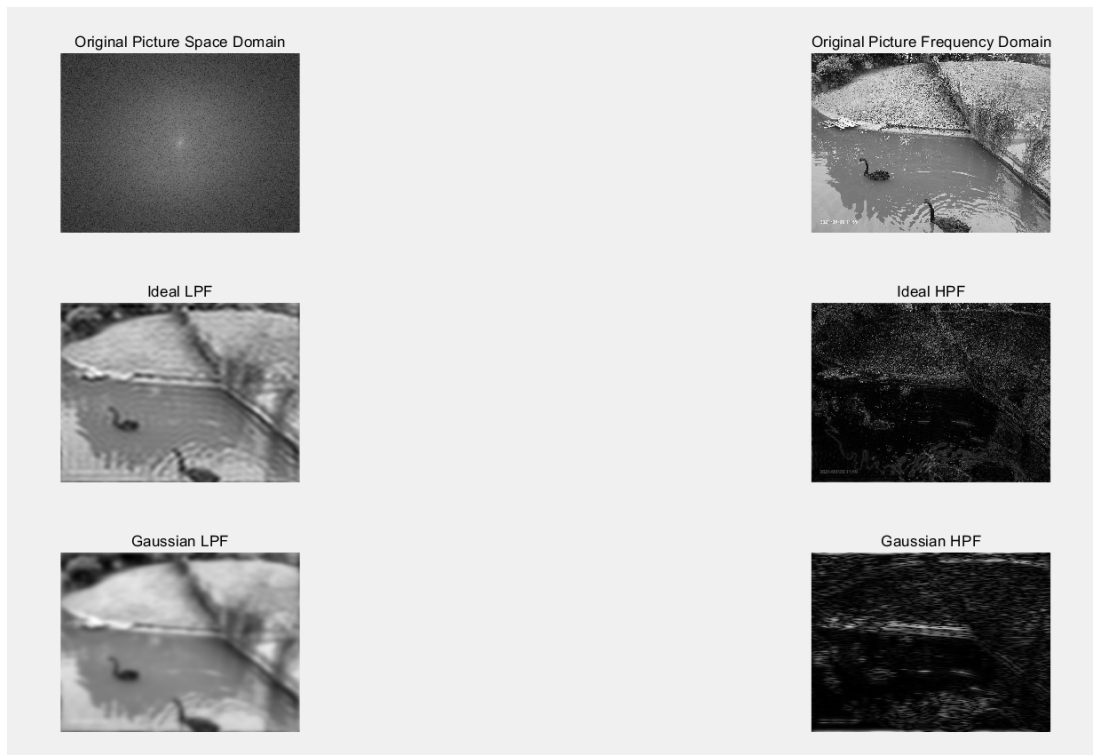 Original Picture Space Domain
Original Picture Frequency Domain
Ideal LPF
Ideal HPF
Gaussian LPF
Gaussian HPF